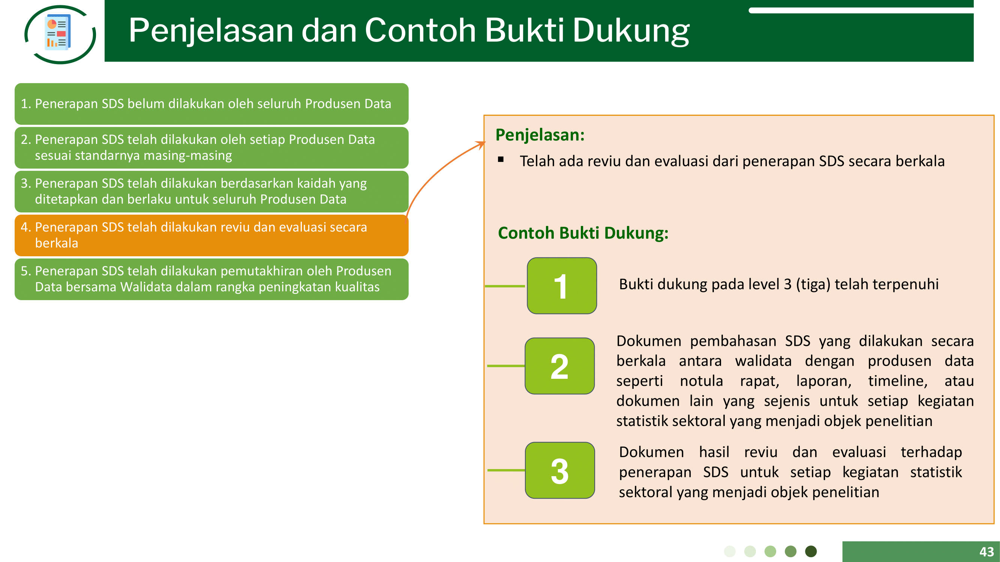 Penjelasan dan Contoh Bukti Dukung
1. Penerapan SDS belum dilakukan oleh seluruh Produsen Data
2. Penerapan SDS telah dilakukan oleh setiap Produsen Data
sesuai standarnya masing-masing
3. Penerapan SDS telah dilakukan berdasarkan kaidah yang
ditetapkan dan berlaku untuk seluruh Produsen Data
4. Penerapan SDS telah dilakukan reviu dan evaluasi secara
berkala
5. Penerapan SDS telah dilakukan pemutakhiran oleh Produsen
Data bersama Walidata dalam rangka peningkatan kualitas
Penjelasan:
▪ Telah ada reviu dan evaluasi dari penerapan SDS secara berkala
Contoh Bukti Dukung:
1
Bukti dukung pada level 3 (tiga) telah terpenuhi
2
Dokumen pembahasan SDS yang dilakukan secara
berkala antara walidata dengan produsen data
seperti notula rapat, laporan, timeline, atau
dokumen lain yang sejenis untuk setiap kegiatan
statistik sektoral yang menjadi objek penelitian
3
Dokumen hasil reviu dan evaluasi terhadap
penerapan SDS untuk setiap kegiatan statistik
sektoral yang menjadi objek penelitian
43